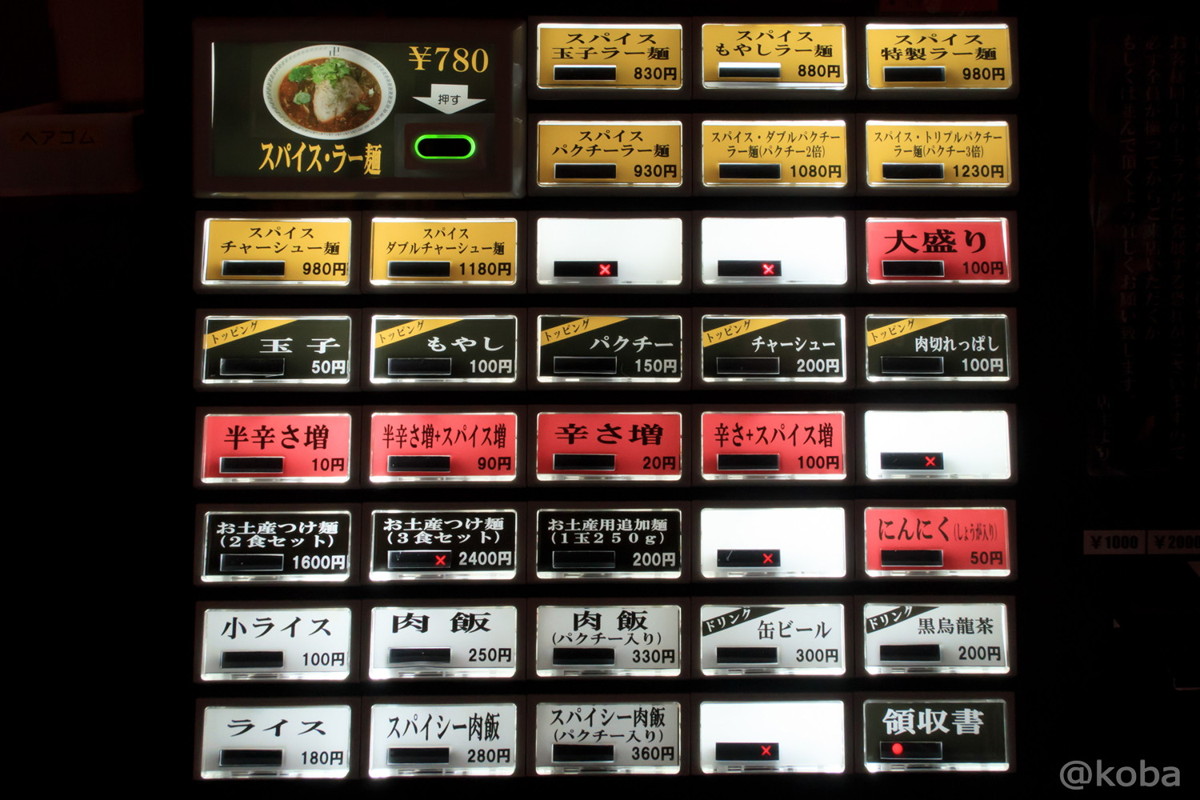 ¥780
押す
スパイス・ラー麺
スパイス
玉子ラー麺
830円
スパイス
もやしラー麺
880円
スパイス
特製ラー麺
980円
スパイス
パクチーラー麺
930円
スパイス・ダブルパクチー
ラー麺(パクチー2倍)
1080円
スパイス・トリプルパクチー
ラー麺(パクチー3倍)
1230円
スパイス
チャーシュー麺
980円
スパイス
ダブルチャーシュー麺
1180円
×
×
大盛り
100円
トッピング
玉子
50円
トッピング
もやし
100円
トッピング
パクチー
150円
トッピング
チャーシュー
200円
トッピング
肉切れっぱし
100円
半辛さ増
10円
半辛さ増+スパイス増
90円
辛さ増
20円
辛さ+スパイス増
100円
×
お土産つけ麺
(2食セット)
1600円
お土産つけ麺
(3食セット)
× 2400円
お土産用追加麺
(1玉250g)
200円
×
にんにく(しょうが入り)
50円
小ライス
100円
肉飯
250円
肉飯
(パクチー入り)
330円
ドリンク
缶ビール
300円
ドリンク
黒烏龍茶
200円
ライス
180円
スパイシー肉飯
280円
スパイシー肉飯
(パクチー入り)
360円
×
領収書
ヘアゴム
¥1000
¥2000
@koba